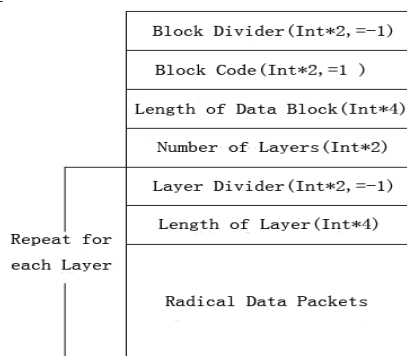 Block Divider(Int*2,=-1)
Block Code(Int*2,=1 )
Length of Data Block(Int*4)
Number of Layers(Int*2)
Layer Divider(Int*2,=-1)
Length of Layer(Int*4)
Repeat for
each Layer
Radical Data Packets